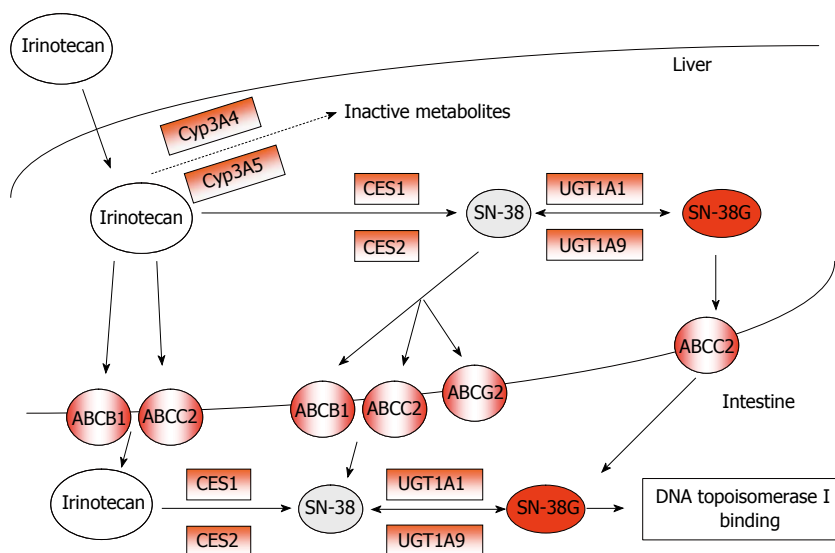 Irinotecan
Liver
Cyp3A4
Inactive metabolites
Cyp3A5
CES1
UGT1A1
Irinotecan
SN-38
SN-38G
CES2
UGT1A9
ABCC2
ABCB1
ABCC2
ABCB1
ABCC2
ABCG2
Intestine
CES1
UGT1A1
Irinotecan
SN-38
SN-38G
DNA topoisomerase I
binding
CES2
UGT1A9